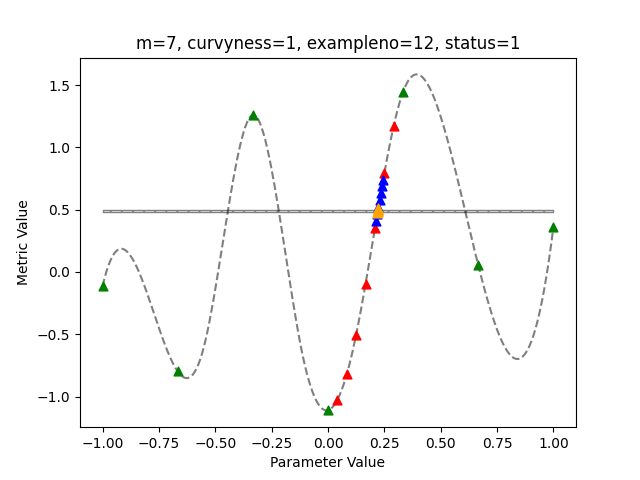 m=7, curvyness=1, exampleno=12, status=1
Metric Value
1.5
1.0
0.5
0.0
−0.5
−1.0
−1.00 −0.75 −0.50 −0.25 0.00 0.25 0.50 0.75 1.00
Parameter Value